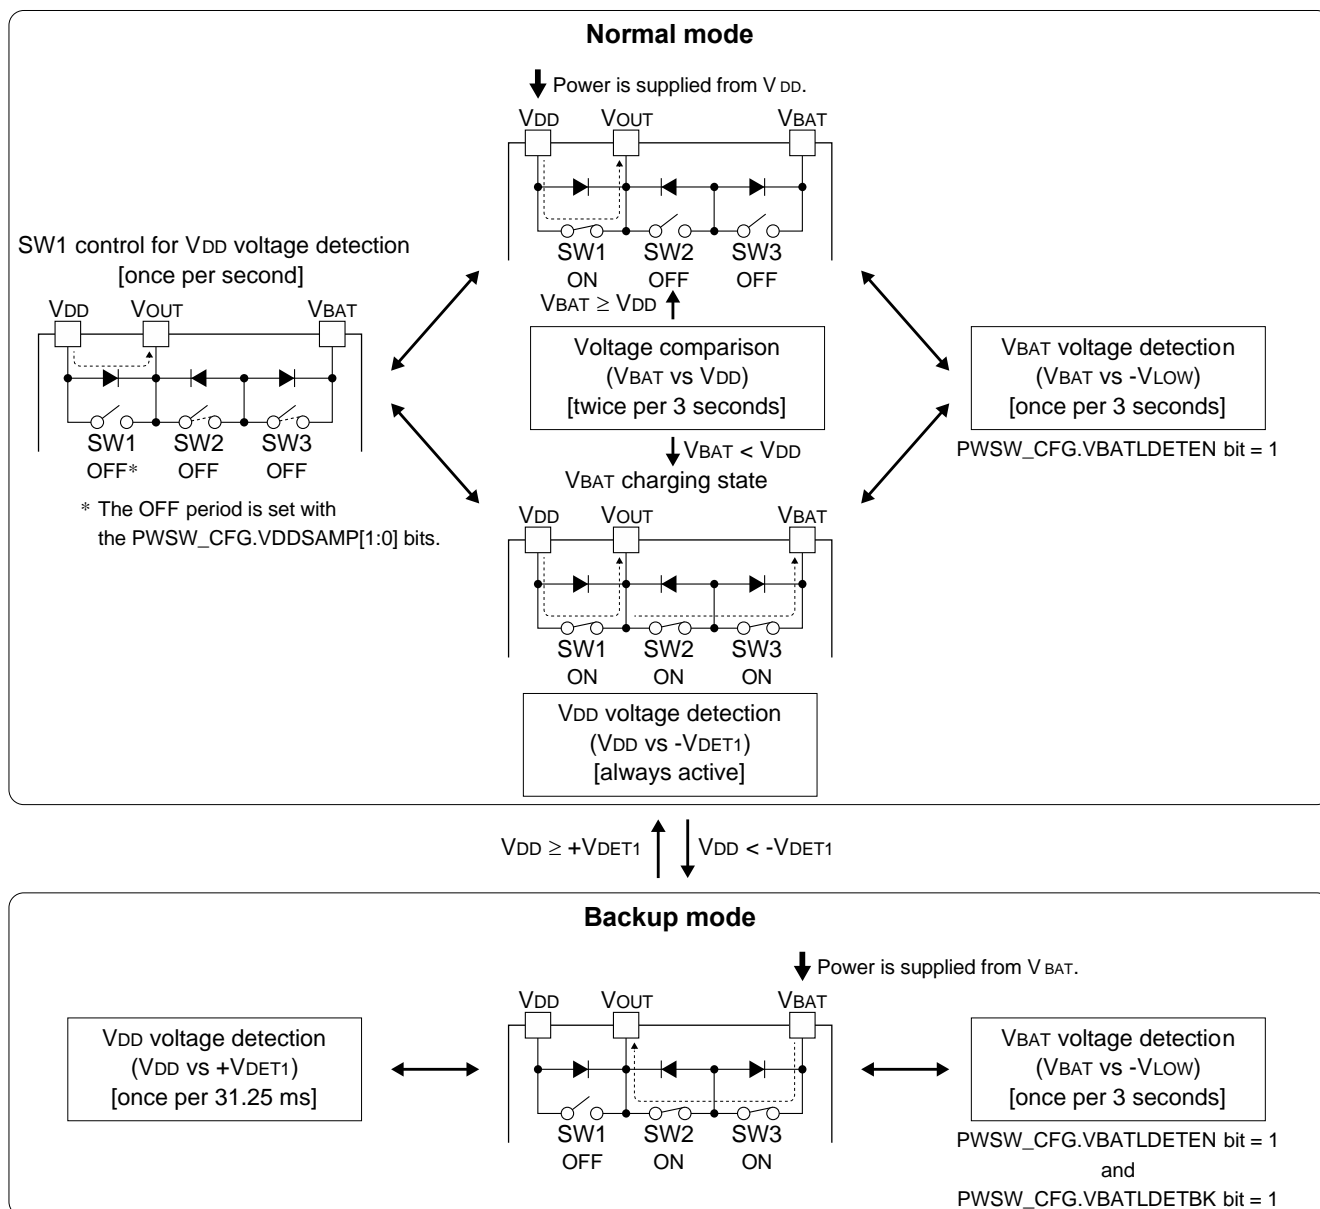 Normal mode
Power is supplied from VDD.
VDD VOUT VBAT
SW1 SW2 SW3
ON OFF OFF
SW1 control for VDD voltage detection
[once per second]
VDD VOUT VBAT
SW1 SW2 SW3
OFF* OFF OFF
* The OFF period is set with
the PWSW_CFG.VDDSAMP[1:0] bits.
VBAT ≥ VDD
Voltage comparison
(VBAT vs VDD)
[twice per 3 seconds]
VBAT < VDD
VBAT voltage detection
(VBAT vs -VLOW)
[once per 3 seconds]
PWSW_CFG.VBATLDETEN bit = 1
VBAT charging state
VDD VOUT VBAT
SW1 SW2 SW3
ON ON ON
VDD voltage detection
(VDD vs -VDET1)
[always active]
VDD ≥ +VDET1 VDD < -VDET1
Backup mode
Power is supplied from VBAT.
VDD voltage detection
(VDD vs +VDET1)
[once per 31.25 ms]
VDD VOUT VBAT
SW1 SW2 SW3
OFF ON ON
VBAT voltage detection
(VBAT vs -VLOW)
[once per 3 seconds]
PWSW_CFG.VBATLDETEN bit = 1
and
PWSW_CFG.VBATLDETBK bit = 1